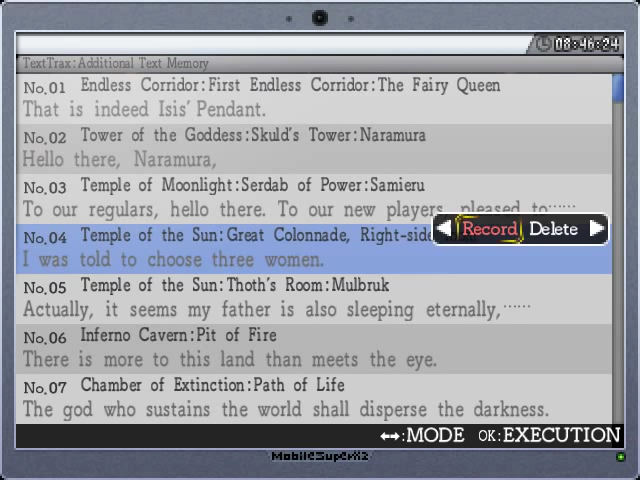 08:46:24
TextTrax:Additional Text Memory
No.01 Endless Corridor:First Endless Corridor:The Fairy Queen
That is indeed Isis' Pendant.
No.02 Tower of the Goddess:Skuld's Tower:Naramura
Hello there, Naramura,
No.03 Temple of Moonlight:Serdab of Power:Samieru
To our regulars, hello there. To our new players, pleased to……
No.04 Temple of the Sun:Great Colonnade, Right-side
Record Delete
I was told to choose three women.
No.05 Temple of the Sun:Thoth's Room:Mulbruk
Actually, it seems my father is also sleeping eternally,……
No.06 Inferno Cavern:Pit of Fire
There is more to this land than meets the eye.
No.07 Chamber of Extinction:Path of Life
The god who sustains the world shall disperse the darkness.
↔:MODE OK:EXECUTION
MobileSuperX2